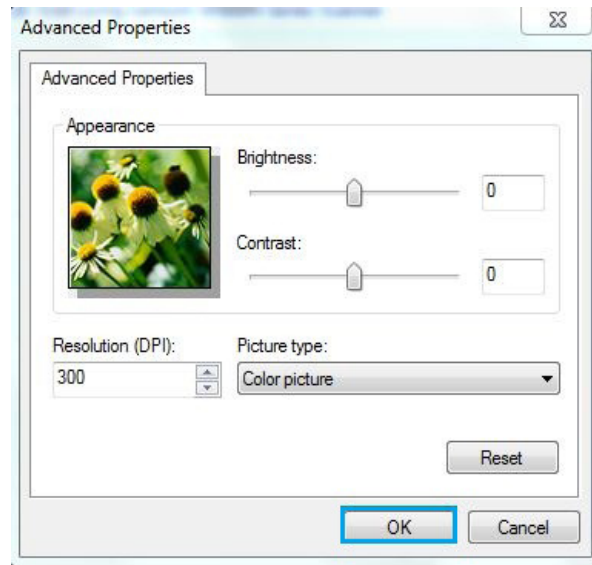 Advanced Properties
Advanced Properties
Appearance
Brightness:
0
Contrast:
0
Resolution (DPI):
Picture type:
300
Color picture
Reset
OK
Cancel